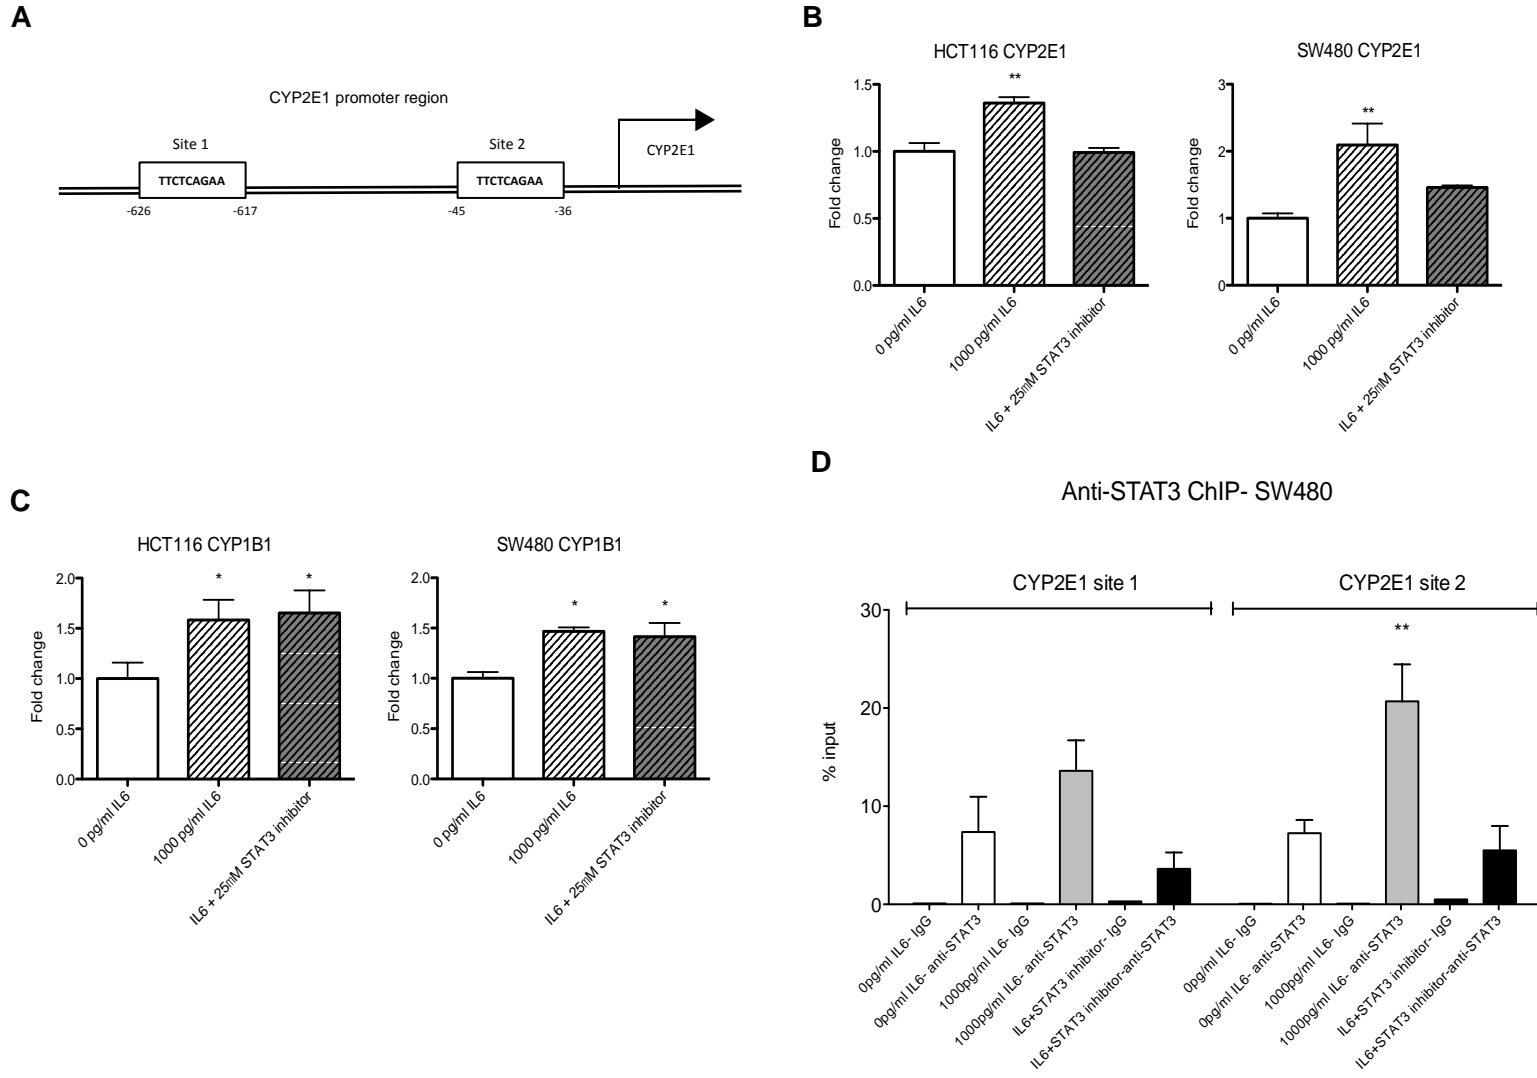 A
CYP2E1 promoter region
Site 1
Site 2
TTCTCAGAA
TTCTCAGAA
CYP2E1
-626
-617
-45
-36
B
HCT116 CYP2E1
**
1.5
1.0
0.5
0.0
Fold change
0 pg/ml IL6
1000 pg/ml IL6
IL6 + 25mM STAT3 inhibitor
SW480 CYP2E1
**
3
2
1
0
Fold change
0 pg/ml IL6
1000 pg/ml IL6
IL6 + 25mM STAT3 inhibitor
C
HCT116 CYP1B1
* *
2.0
1.5
1.0
0.5
0.0
Fold change
0 pg/ml IL6
1000 pg/ml IL6
IL6 + 25mM STAT3 inhibitor
SW480 CYP1B1
* *
2.0
1.5
1.0
0.5
0.0
Fold change
0 pg/ml IL6
1000 pg/ml IL6
IL6 + 25mM STAT3 inhibitor
D
Anti-STAT3 ChIP- SW480
CYP2E1 site 1
CYP2E1 site 2
**
30
20
10
0
% input
0pg/ml IL6- IgG
0pg/ml IL6- anti-STAT3
1000pg/ml IL6- IgG
1000pg/ml IL6- anti-STAT3
IL6+STAT3 inhibitor- IgG
IL6+STAT3 inhibitor-anti-STAT3
0pg/ml IL6- IgG
0pg/ml IL6- anti-STAT3
1000pg/ml IL6- IgG
1000pg/ml IL6- anti-STAT3
IL6+STAT3 inhibitor- IgG
IL6+STAT3 inhibitor-anti-STAT3